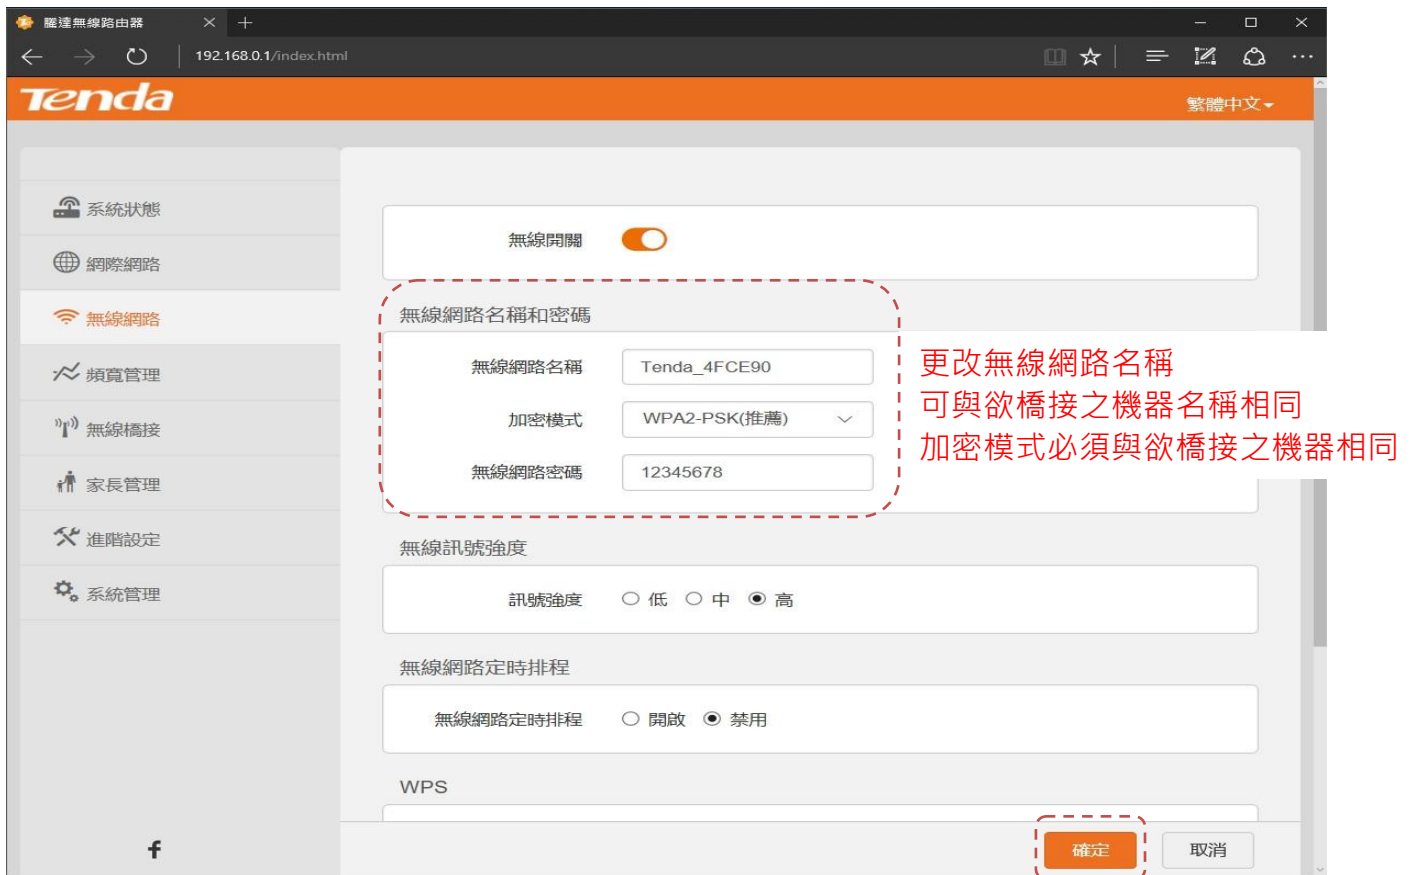 騰達無線路由器
192.168.0.1/index.html
Tenda
繁體中文
系統狀態
網際網路
無線網路
頻寬管理
無線橋接
家長管理
進階設定
系統管理
無線開關
無線網路名稱和密碼
無線網路名稱 Tenda_4FCE90
加密模式 WPA2-PSK(推薦)
無線網路密碼 12345678
更改無線網路名稱
可與欲橋接之機器名稱相同
加密模式必須與欲橋接之機器相同
無線訊號強度
訊號強度 低 中 高
無線網路定時排程
無線網路定時排程 開啟 禁用
WPS
確定 取消